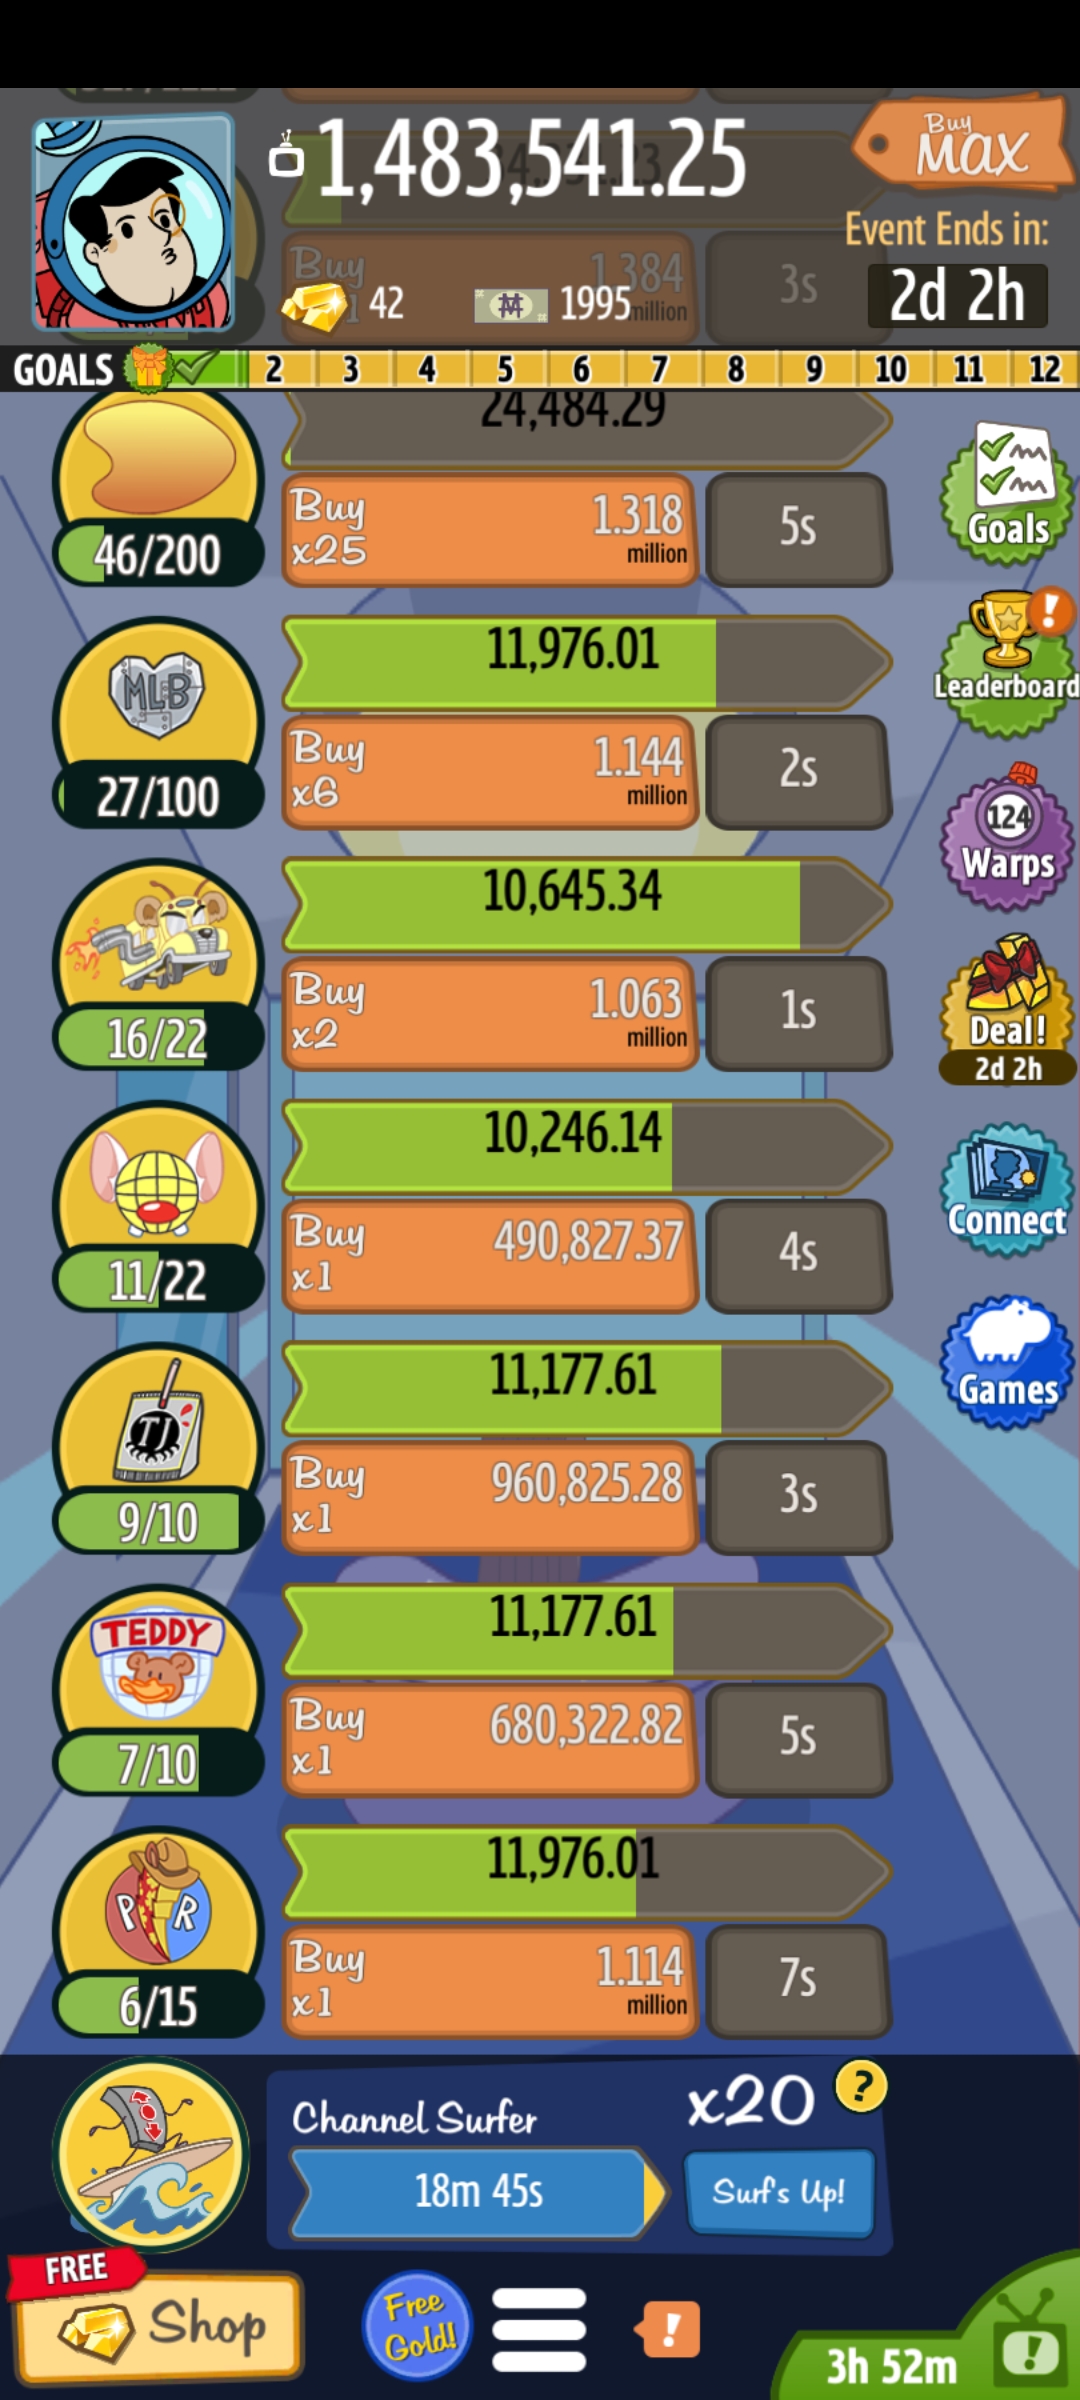 1,483,541.25
Buy
MAX
Event Ends in:
2d 2h
Buy
1.384
million
3s
42
1995
GOALS 2 3 4 5 6 7 8 9 10 11 12
24,484.29
46/200
Buy
x25
1.318
million
5s
Goals
11,976.01
MLB
27/100
Buy
x6
1.144
million
2s
Leaderboard
10,645.34
16/22
Buy
x2
1.063
million
1s
124
Warps
Deal!
2d 2h
10,246.14
11/22
Buy
x1
490,827.37
4s
Connect
11,177.61
TJ
9/10
Buy
x1
960,825.28
3s
Games
11,177.61
TEDDY
7/10
Buy
x1
680,322.82
5s
11,976.01
P R
6/15
Buy
x1
1.114
million
7s
Channel Surfer
x20
?
18m 45s
Surf's Up!
FREE
Shop
Free
Gold!
!
3h 52m
!